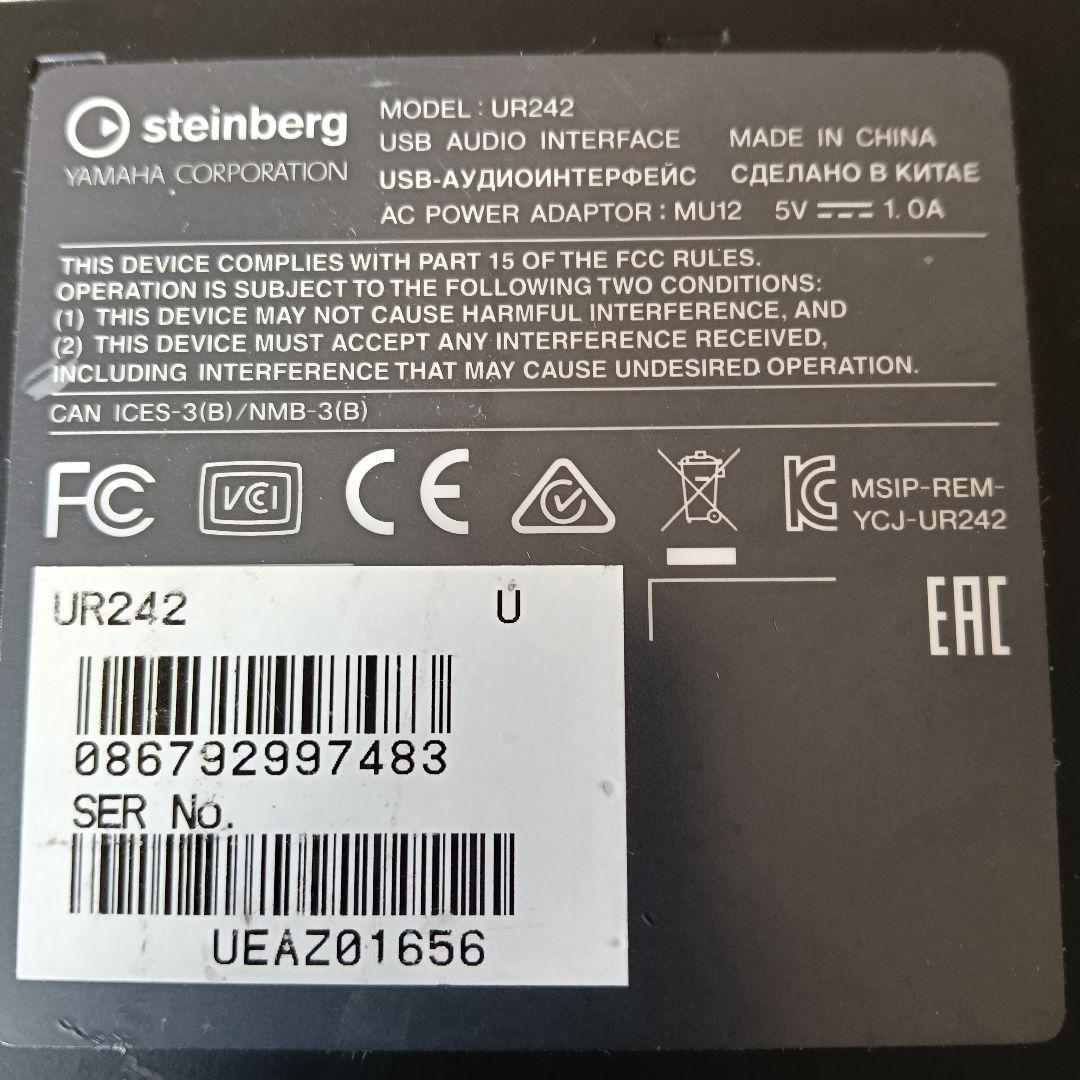 steinberg
YAMAHA CORPORATION
MODEL : UR242
USB AUDIO INTERFACE MADE IN CHINA
USB-АУДИОИНТЕРФЕЙС СДЕЛАНО В КИТАЕ
AC POWER ADAPTOR : MU12 5V ⎓ 1.0A
THIS DEVICE COMPLIES WITH PART 15 OF THE FCC RULES.
OPERATION IS SUBJECT TO THE FOLLOWING TWO CONDITIONS:
(1) THIS DEVICE MAY NOT CAUSE HARMFUL INTERFERENCE, AND
(2) THIS DEVICE MUST ACCEPT ANY INTERFERENCE RECEIVED,
INCLUDING INTERFERENCE THAT MAY CAUSE UNDESIRED OPERATION.
CAN ICES-3(B)/NMB-3(B)
FC VCCI CE KC MSIP-REM-
YCJ-UR242
EAC
UR242 U
086792997483
SER No.
UEAZ01656